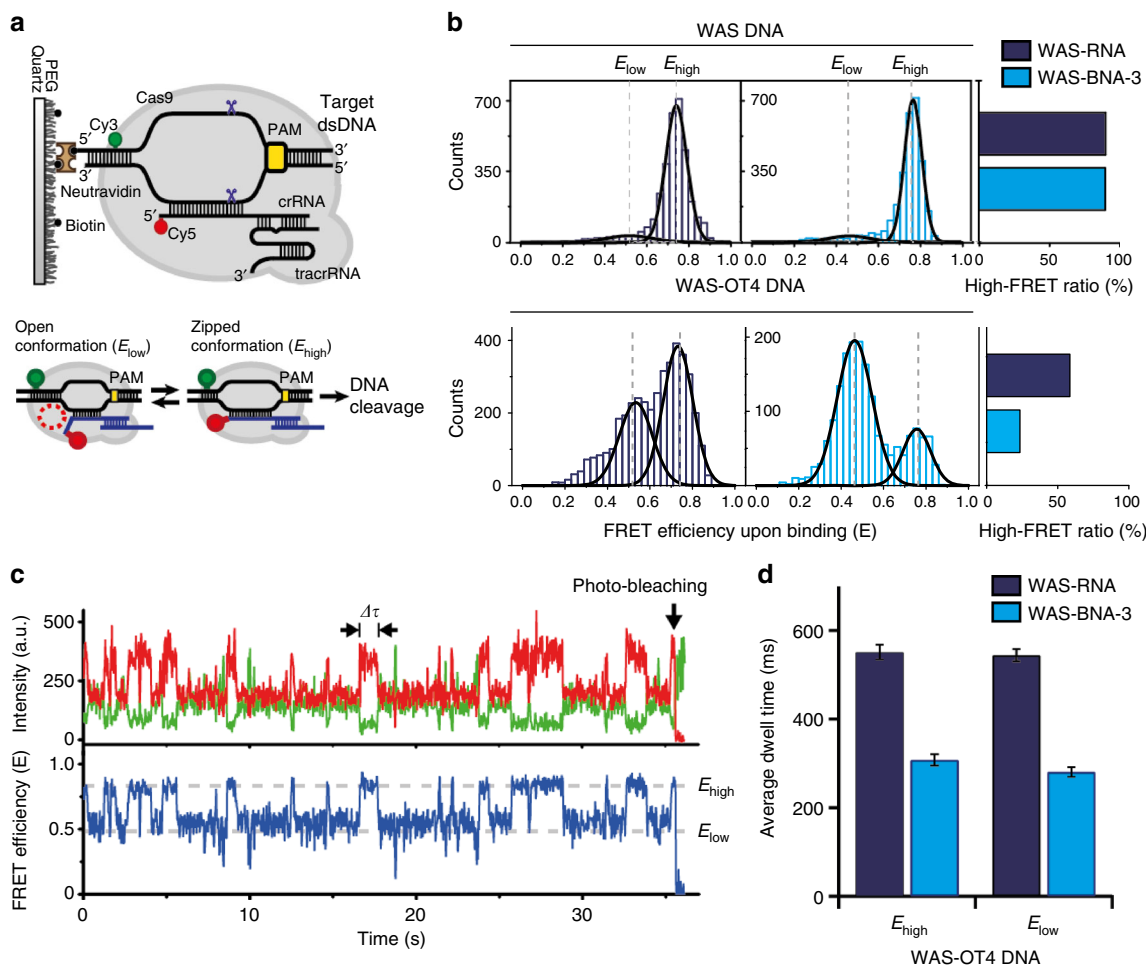 a
PEG
Quartz
Cas9
Target
dsDNA
Cy3
PAM
5′
3′
3′
5′
3′
Neutravidin
crRNA
5′
Biotin
Cy5
tracrRNA
3′
Open
conformation (Elow)
Zipped
conformation (Ehigh)
PAM
PAM
DNA
cleavage
b
WAS DNA
WAS-RNA
WAS-BNA-3
Elow
Ehigh
Elow
Ehigh
700
350
0
Counts
700
350
0
0.0 0.2 0.4 0.6 0.8 1.0
0.0 0.2 0.4 0.6 0.8 1.0
50 100
WAS-OT4 DNA
High-FRET ratio (%)
400
200
0
Counts
200
100
0.0 0.2 0.4 0.6 0.8 1.0
0.0 0.2 0.4 0.6 0.8 1.0
0 100
FRET efficiency upon binding (E)
High-FRET ratio (%)
c
Photo-bleaching
Δτ
500
250
0
Intensity (a.u.)
1.0
0.5
0
FRET efficiency (E)
Ehigh
Elow
0 10 20 30
Time (s)
d
WAS-RNA
WAS-BNA-3
600
400
200
0
Average dwell time (ms)
Ehigh
Elow
WAS-OT4 DNA